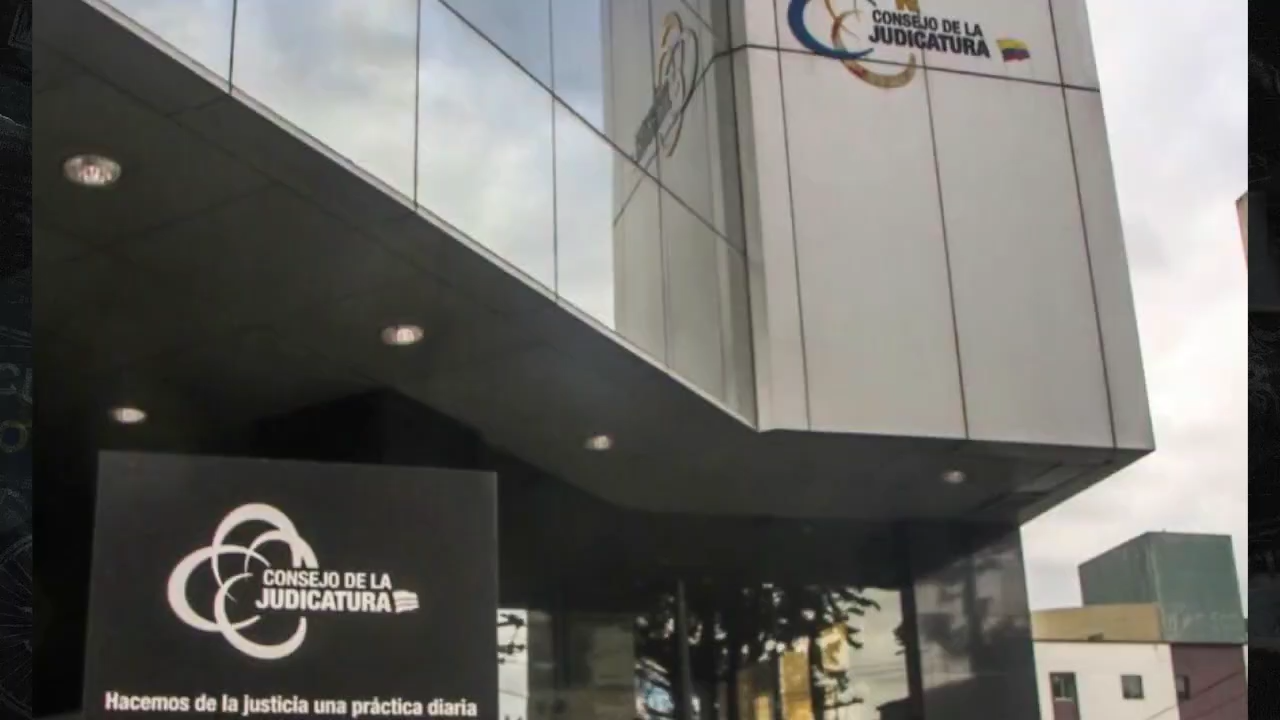 CONSEJO DE LA
JUDICATURA
CONSEJO DE LA
JUDICATURA
Hacemos de la justicia una práctica diaria